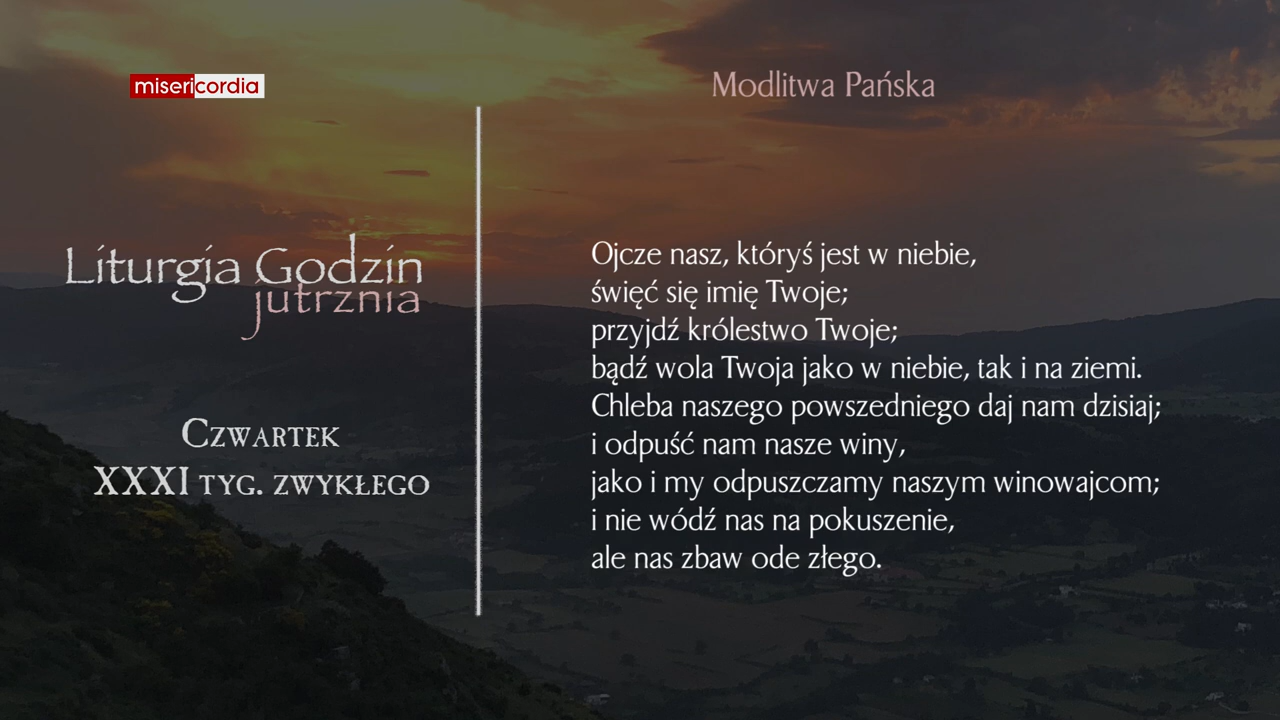 misericordia
Liturgia Godzin
jutrznia
Czwartek
XXXI tyg. zwykłego
Modlitwa Pańska
Ojcze nasz, któryś jest w niebie,
święć się imię Twoje;
przyjdź królestwo Twoje;
bądź wola Twoja jako w niebie, tak i na ziemi.
Chleba naszego powszedniego daj nam dzisiaj;
i odpuść nam nasze winy,
jako i my odpuszczamy naszym winowajcom;
i nie wódź nas na pokuszenie,
ale nas zbaw ode złego.